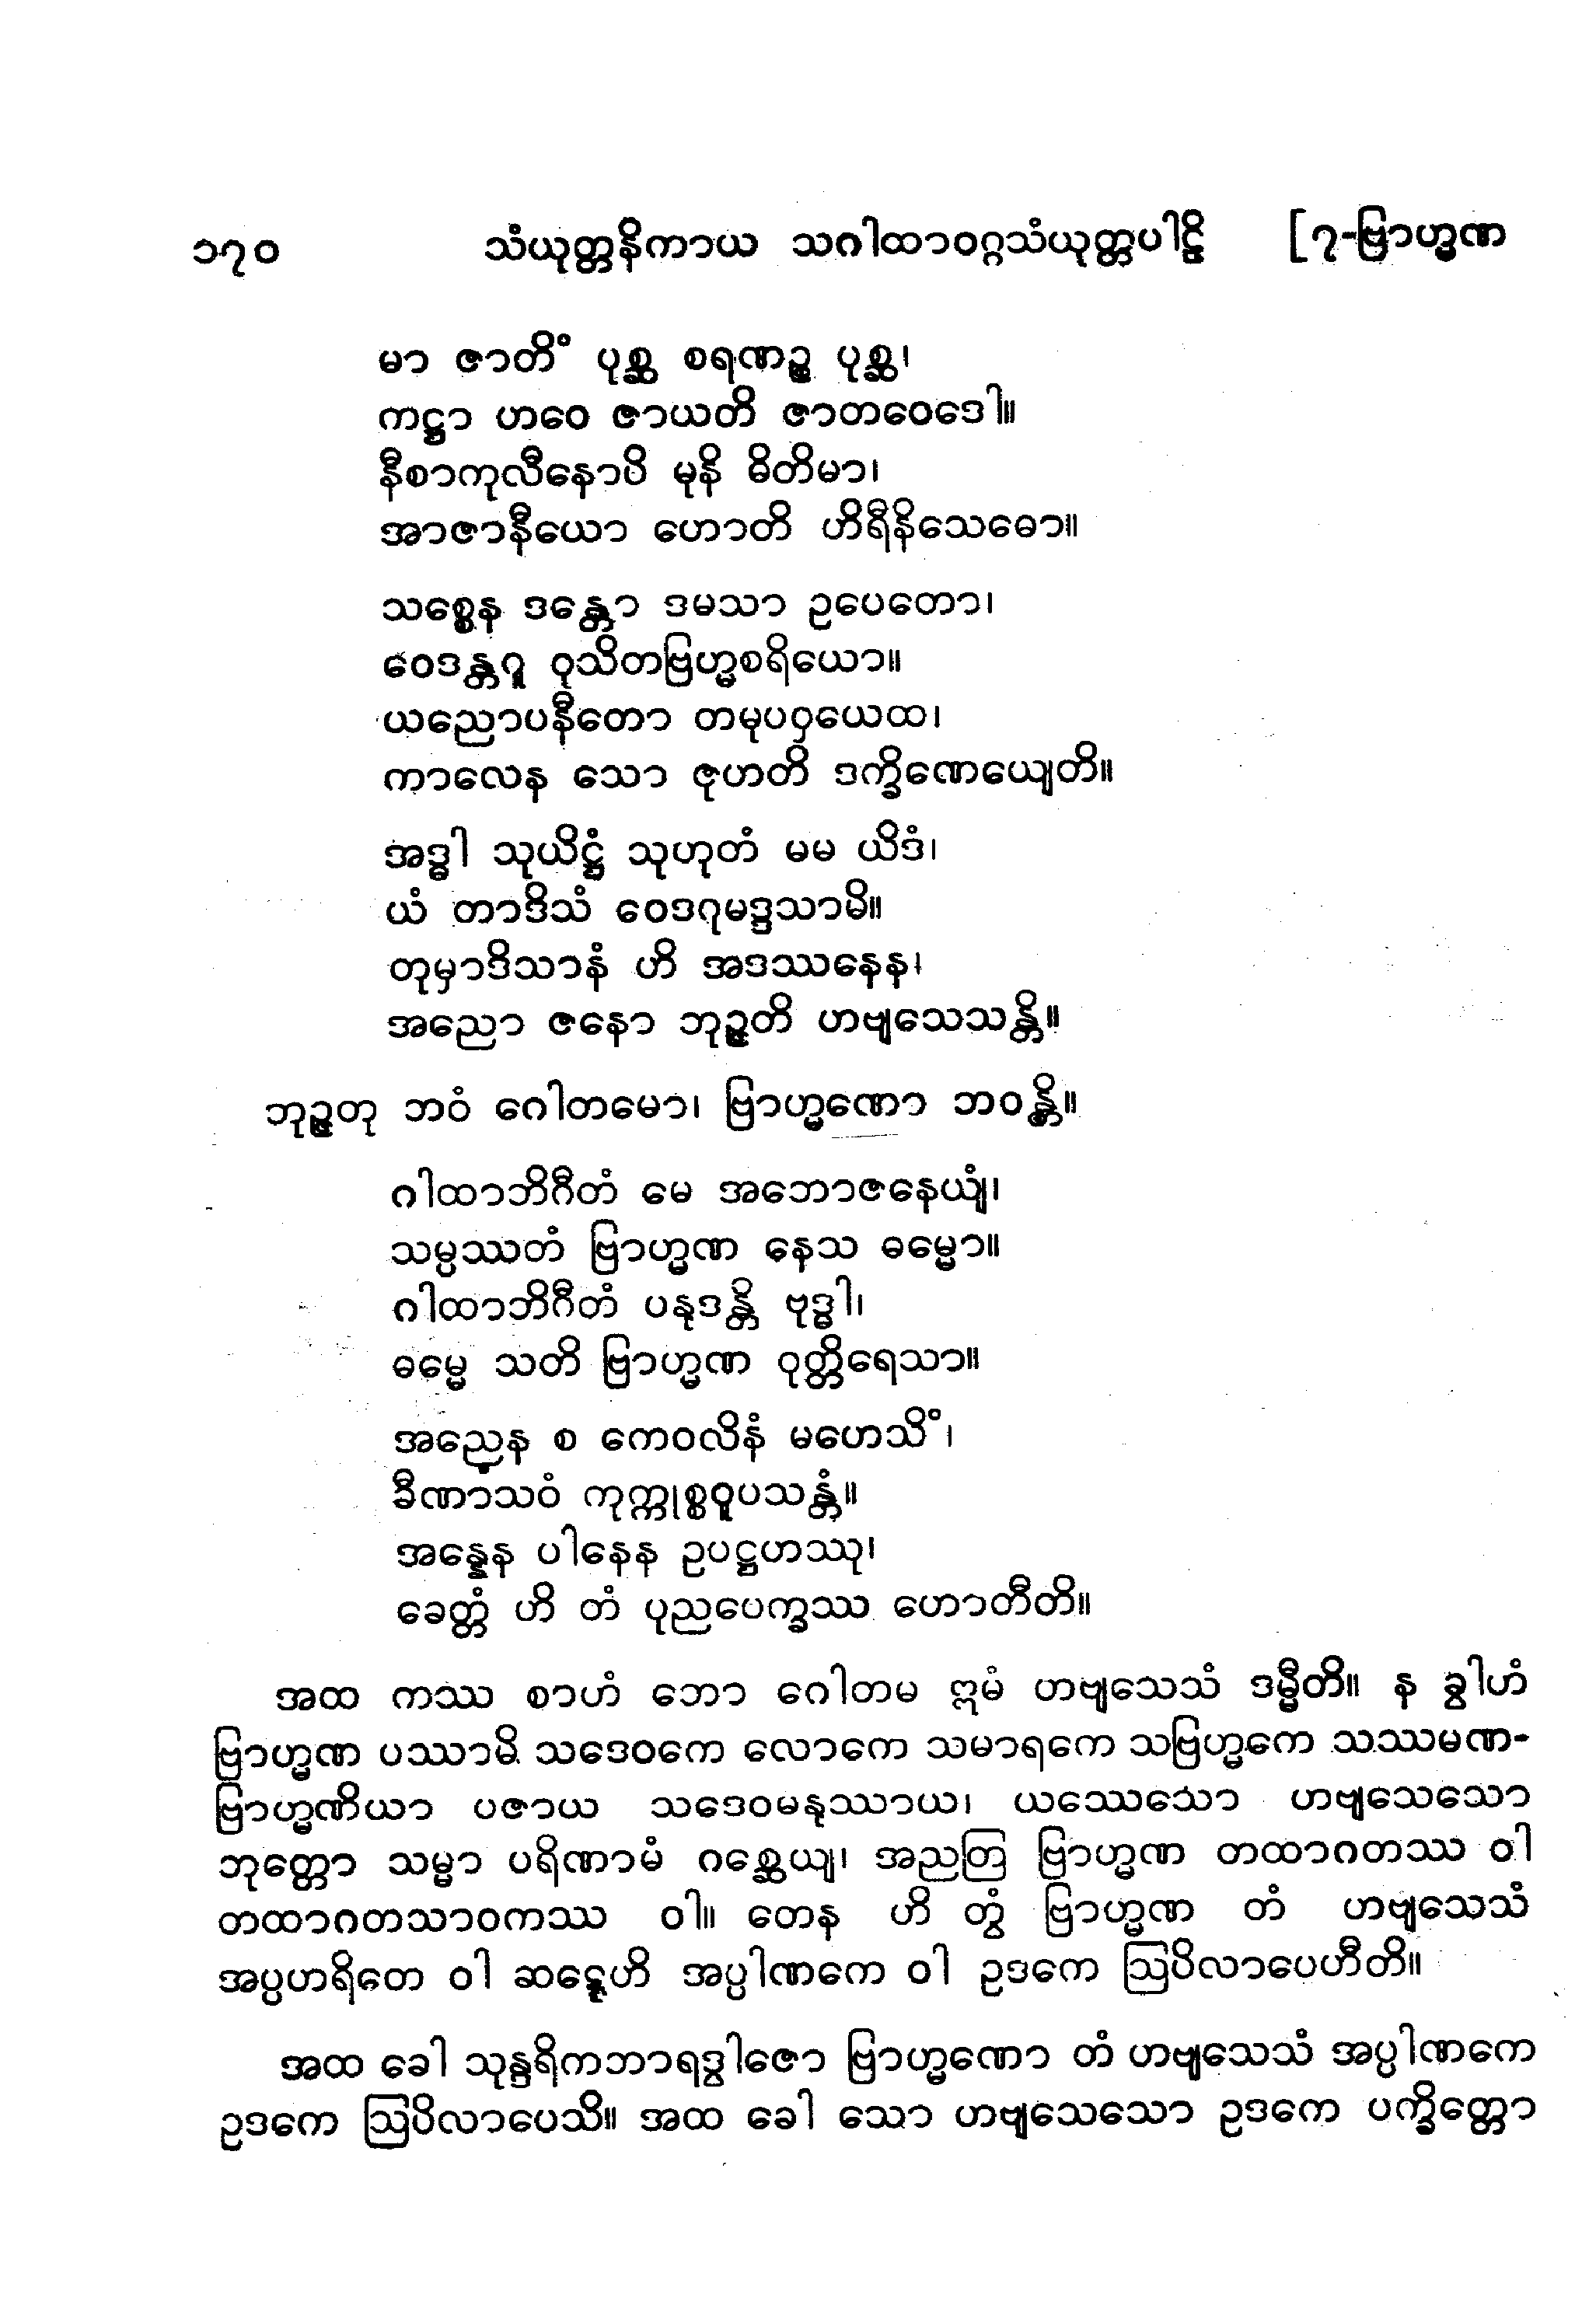 ၁၇၀ သံယုတ္တနိကာယ သဂါထာဝဂ္ဂသံယုတ္တပါဠိ [၇-ဗြာဟ္မဏ
မာ ဇာတိံ ပုစ္ဆ စရဏဉ္စ ပုစ္ဆ၊
ကဋ္ဌာ ဟဝေ ဇာယတိ ဇာတဝေဒေါ။
နီစာကုလီနောပိ မုနိ ဓိတိမာ၊
အာဇာနီယော ဟောတိ ဟိရီနိသေဓော။
သစ္စေန ဒန္တော ဒမသာ ဥပေတော၊
ဝေဒန္တဂူ ဝုသိတဗြဟ္မစရိယော။
ယညောပနီတော တမုပဝှယေထ၊
ကာလေန သော ဇုဟတိ ဒက္ခိဏေယျေတိ။
အဒ္ဓါ သုယိဋ္ဌံ သုဟုတံ မမ ယိဒံ၊
ယံ တာဒိသံ ဝေဒဂုမဒ္ဒသာမိ။
တုမှာဒိသာနံ ဟိ အဒဿနေန၊
အညော ဇနော ဘုဉ္ဇတိ ဟဗျသေသန္တိ။
ဘုဉ္ဇတု ဘဝံ ဂေါတမော၊ ဗြာဟ္မဏော ဘဝန္တိ။
ဂါထာဘိဂီတံ မေ အဘောဇနေယျံ၊
သမ္ပဿတံ ဗြာဟ္မဏ နေသ ဓမ္မော။
ဂါထာဘိဂီတံ ပနုဒန္တိ ဗုဒ္ဓါ၊
ဓမ္မေ သတိ ဗြာဟ္မဏ ဝုတ္တိရေသာ။
အညေန စ ကေဝလိနံ မဟေသိံ၊
ခီဏာသဝံ ကုက္ကုစ္စဝူပသန္တံ။
အန္နေန ပါနေန ဥပဋ္ဌဟဿု၊
ခေတ္တံ ဟိ တံ ပုညပေက္ခဿ ဟောတီတိ။
အထ ကဿ စာဟံ ဘော ဂေါတမ ဣမံ ဟဗျသေသံ ဒမ္မီတိ။ န ခွါဟံ
ဗြာဟ္မဏ ပဿာမိ သဒေဝကေ လောကေ သမာရကေ သဗြဟ္မကေ သဿမဏ-
ဗြာဟ္မဏိယာ ပဇာယ သဒေဝမနုဿာယ၊ ယဿေသော ဟဗျသေသော
ဘုတ္တော သမ္မာ ပရိဏာမံ ဂစ္ဆေယျ၊ အညတြ ဗြာဟ္မဏ တထာဂတဿ ဝါ
တထာဂတသာဝကဿ ဝါ။ တေန ဟိ တွံ ဗြာဟ္မဏ တံ ဟဗျသေသံ
အပ္ပဟရိတေ ဝါ ဆဍ္ဍေဟိ အပ္ပါဏကေ ဝါ ဥဒကေ ဩပိလာပေဟီတိ။
အထ ခေါ သုန္ဒရိကဘာရဒွါဇော ဗြာဟ္မဏော တံ ဟဗျသေသံ အပ္ပါဏကေ
ဥဒကေ ဩပိလာပေသိ။ အထ ခေါ သော ဟဗျသေသော ဥဒကေ ပက္ခိတ္တော